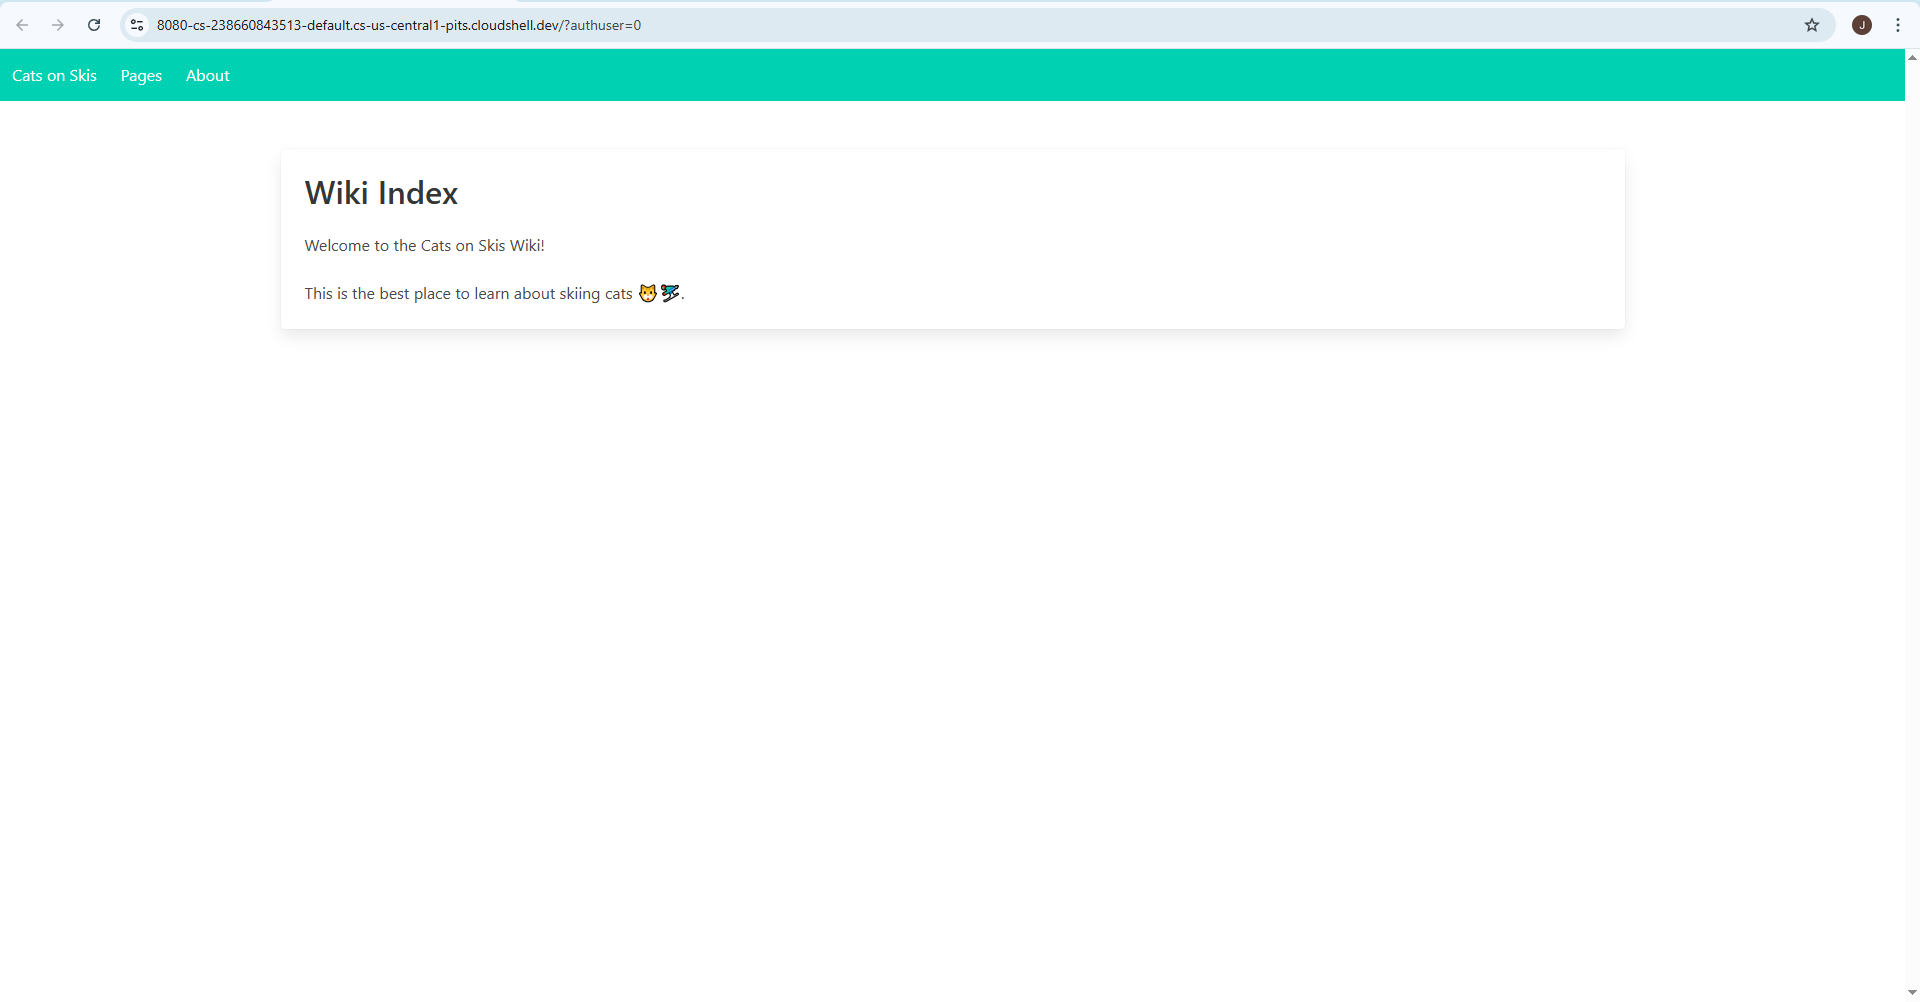 8080-cs-238660843513-default.cs-us-central1-pits.cloudshell.dev/?authuser=0
J
Cats on Skis Pages About
Wiki Index
Welcome to the Cats on Skis Wiki!
This is the best place to learn about skiing cats 🐱⛷.